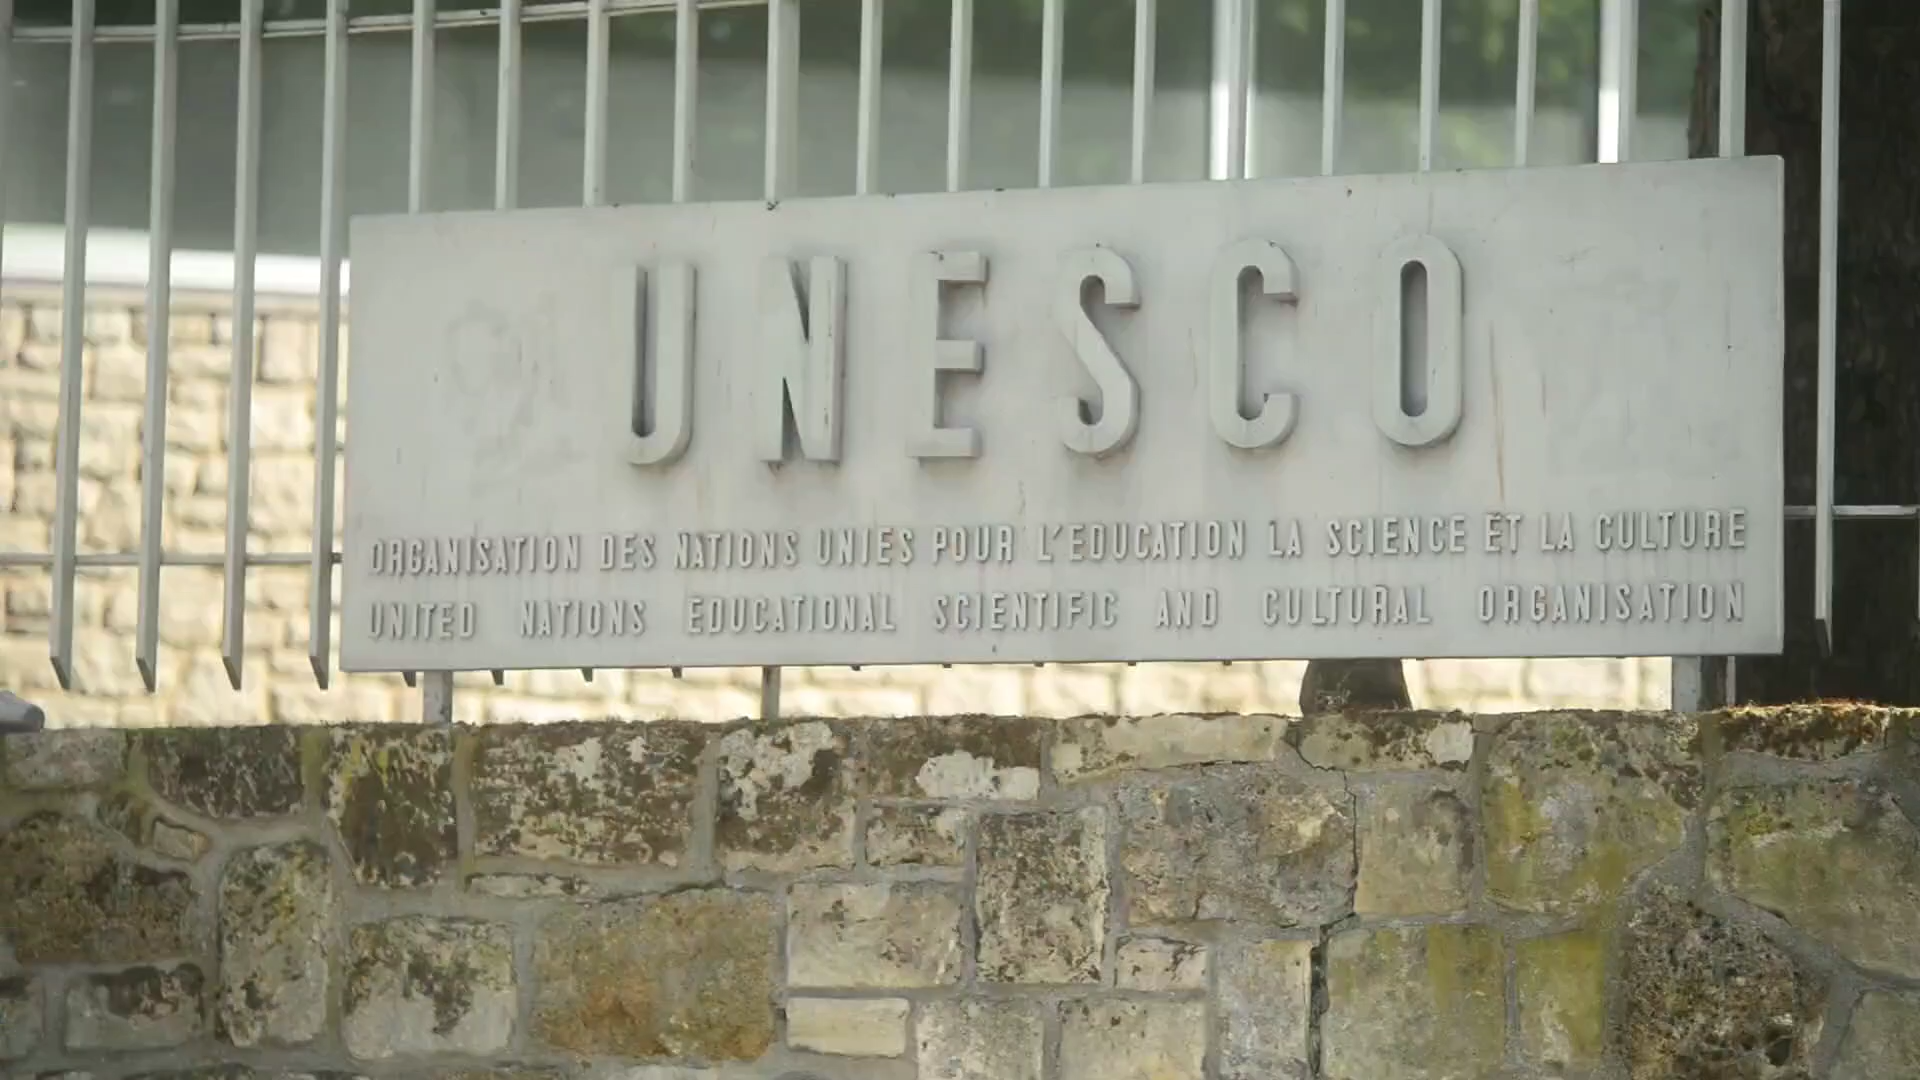 UNESCO
ORGANISATION DES NATIONS UNIES POUR L'EDUCATION LA SCIENCE ET LA CULTURE
UNITED NATIONS EDUCATIONAL SCIENTIFIC AND CULTURAL ORGANISATION